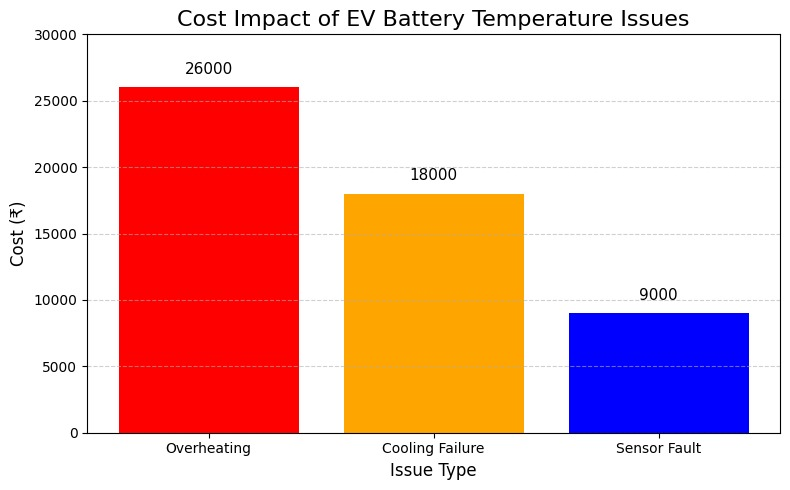 Cost Impact of EV Battery Temperature Issues
30000
25000
20000
15000
10000
5000
0
Cost (₹)
26000
18000
9000
Overheating
Cooling Failure
Sensor Fault
Issue Type